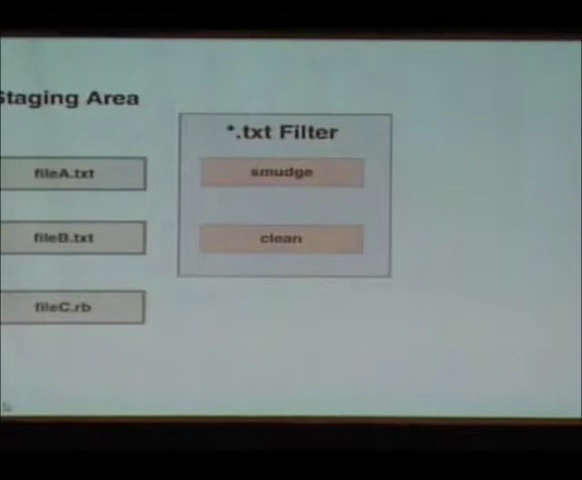 Staging Area
*.txt Filter
fileA.txt
smudge
fileB.txt
clean
fileC.rb